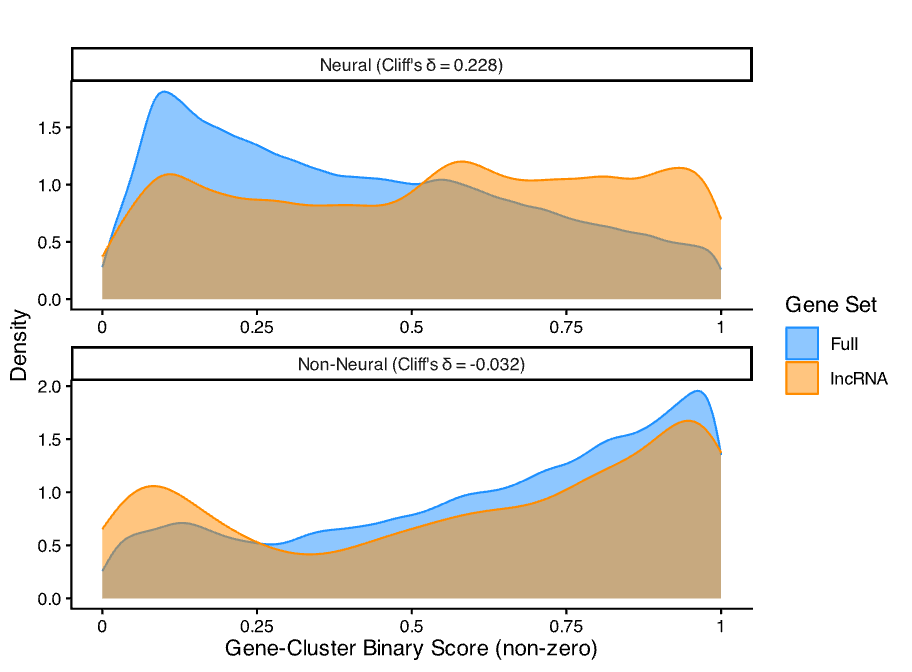 Neural (Cliff's δ = 0.228)
1.5
1.0
0.5
0.0
0 0.25 0.5 0.75 1
Non-Neural (Cliff's δ = -0.032)
2.0
1.5
1.0
0.5
0.0
0 0.25 0.5 0.75 1
Gene-Cluster Binary Score (non-zero)
Density
Gene Set
Full
lncRNA